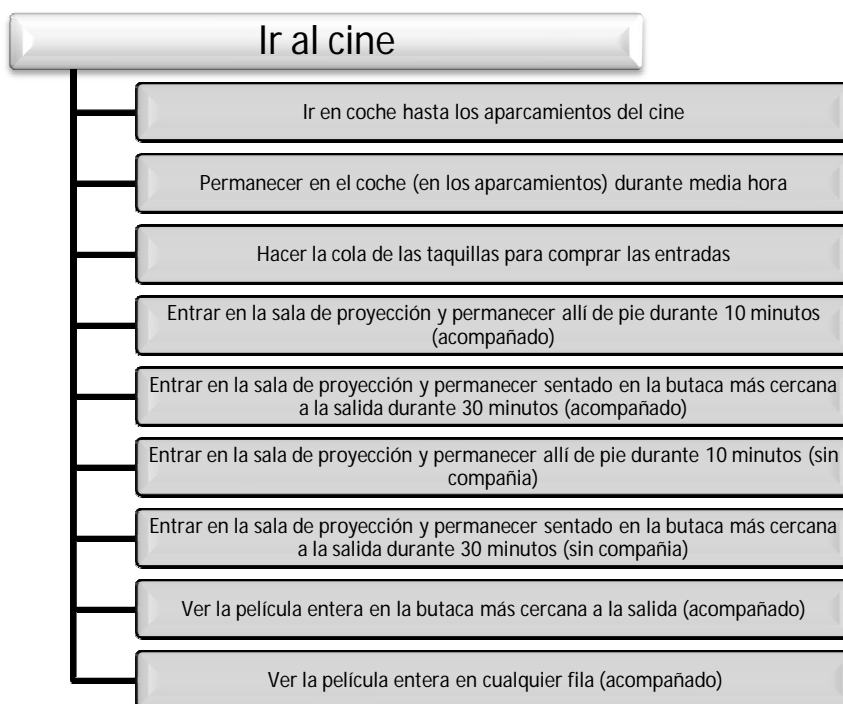 Ir al cine
Ir en coche hasta los aparcamientos del cine
Permanecer en el coche (en los aparcamientos) durante media hora
Hacer la cola de las taquillas para comprar las entradas
Entrar en la sala de proyección y permanecer allí de pie durante 10 minutos
(acompañado)
Entrar en la sala de proyección y permanecer sentado en la butaca más cercana
a la salida durante 30 minutos (acompañado)
Entrar en la sala de proyección y permanecer allí de pie durante 10 minutos (sin
compañia)
Entrar en la sala de proyección y permanecer sentado en la butaca más cercana
a la salida durante 30 minutos (sin compañia)
Ver la película entera en la butaca más cercana a la salida (acompañado)
Ver la película entera en cualquier fila (acompañado)